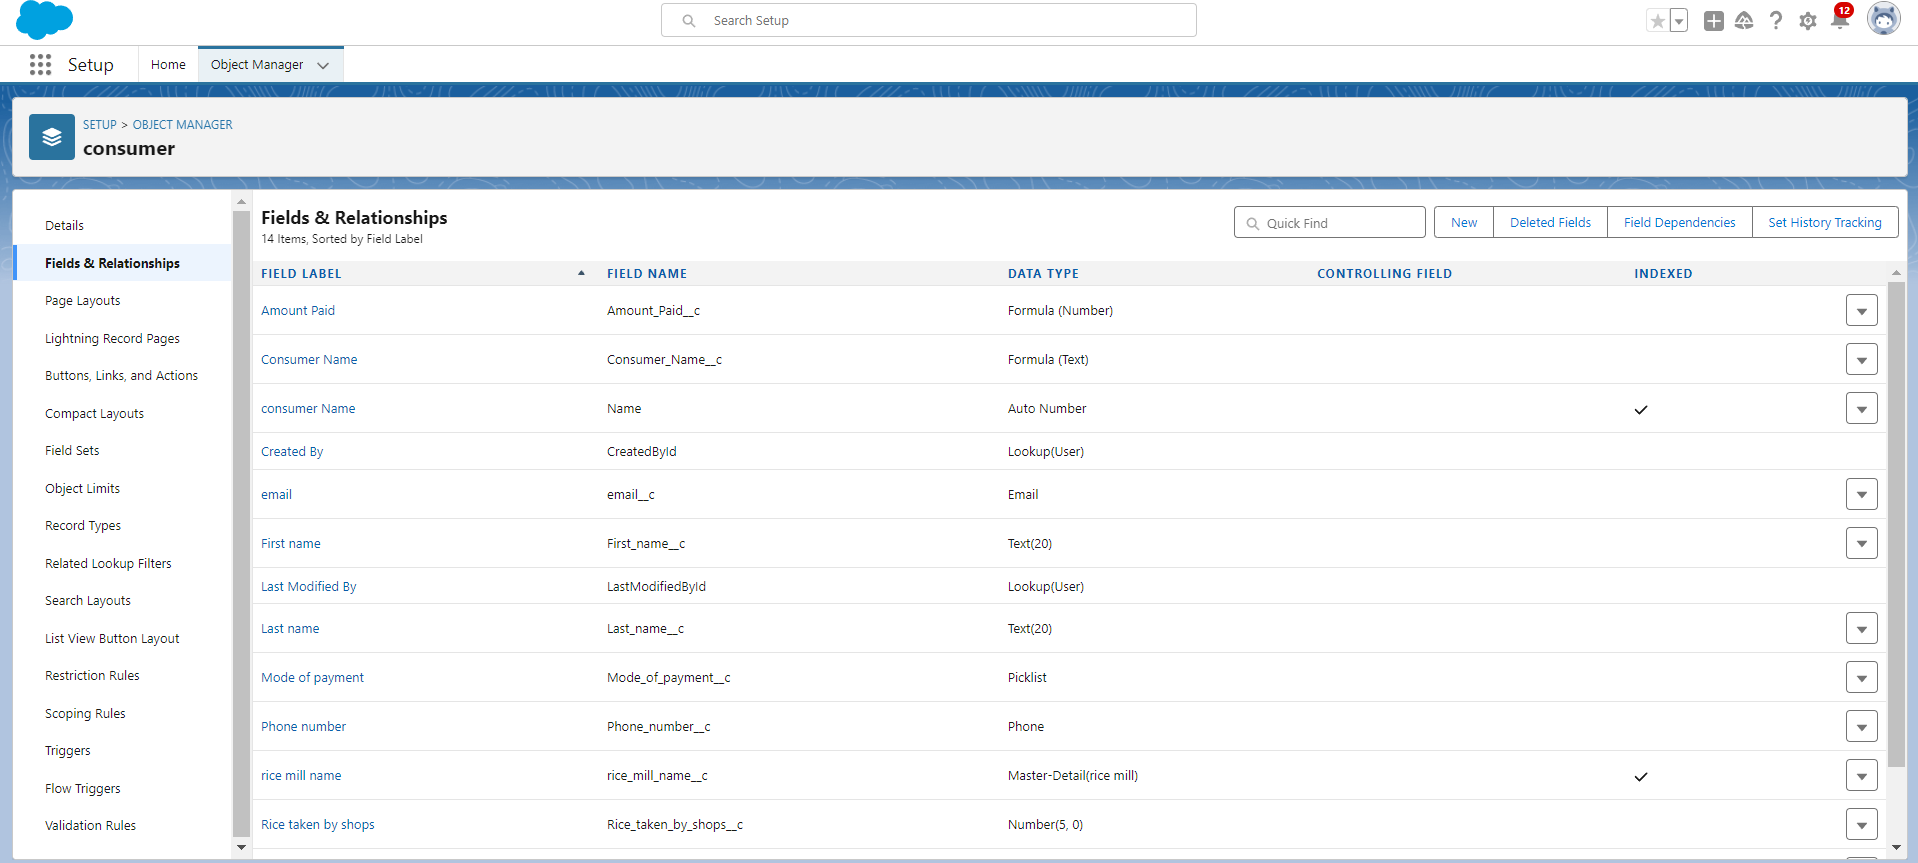 Search Setup
12
Setup
Home
Object Manager
SETUP > OBJECT MANAGER
consumer
Details
Fields & Relationships
Page Layouts
Lightning Record Pages
Buttons, Links, and Actions
Compact Layouts
Field Sets
Object Limits
Record Types
Related Lookup Filters
Search Layouts
List View Button Layout
Restriction Rules
Scoping Rules
Triggers
Flow Triggers
Validation Rules
Fields & Relationships
14 Items, Sorted by Field Label
Quick Find
New
Deleted Fields
Field Dependencies
Set History Tracking
FIELD LABEL FIELD NAME DATA TYPE CONTROLLING FIELD INDEXED
Amount Paid Amount_Paid__c Formula (Number)
Consumer Name Consumer_Name__c Formula (Text)
consumer Name Name Auto Number
Created By CreatedById Lookup(User)
email email__c Email
First name First_name__c Text(20)
Last Modified By LastModifiedById Lookup(User)
Last name Last_name__c Text(20)
Mode of payment Mode_of_payment__c Picklist
Phone number Phone_number__c Phone
rice mill name rice_mill_name__c Master-Detail(rice mill)
Rice taken by shops Rice_taken_by_shops__c Number(5, 0)